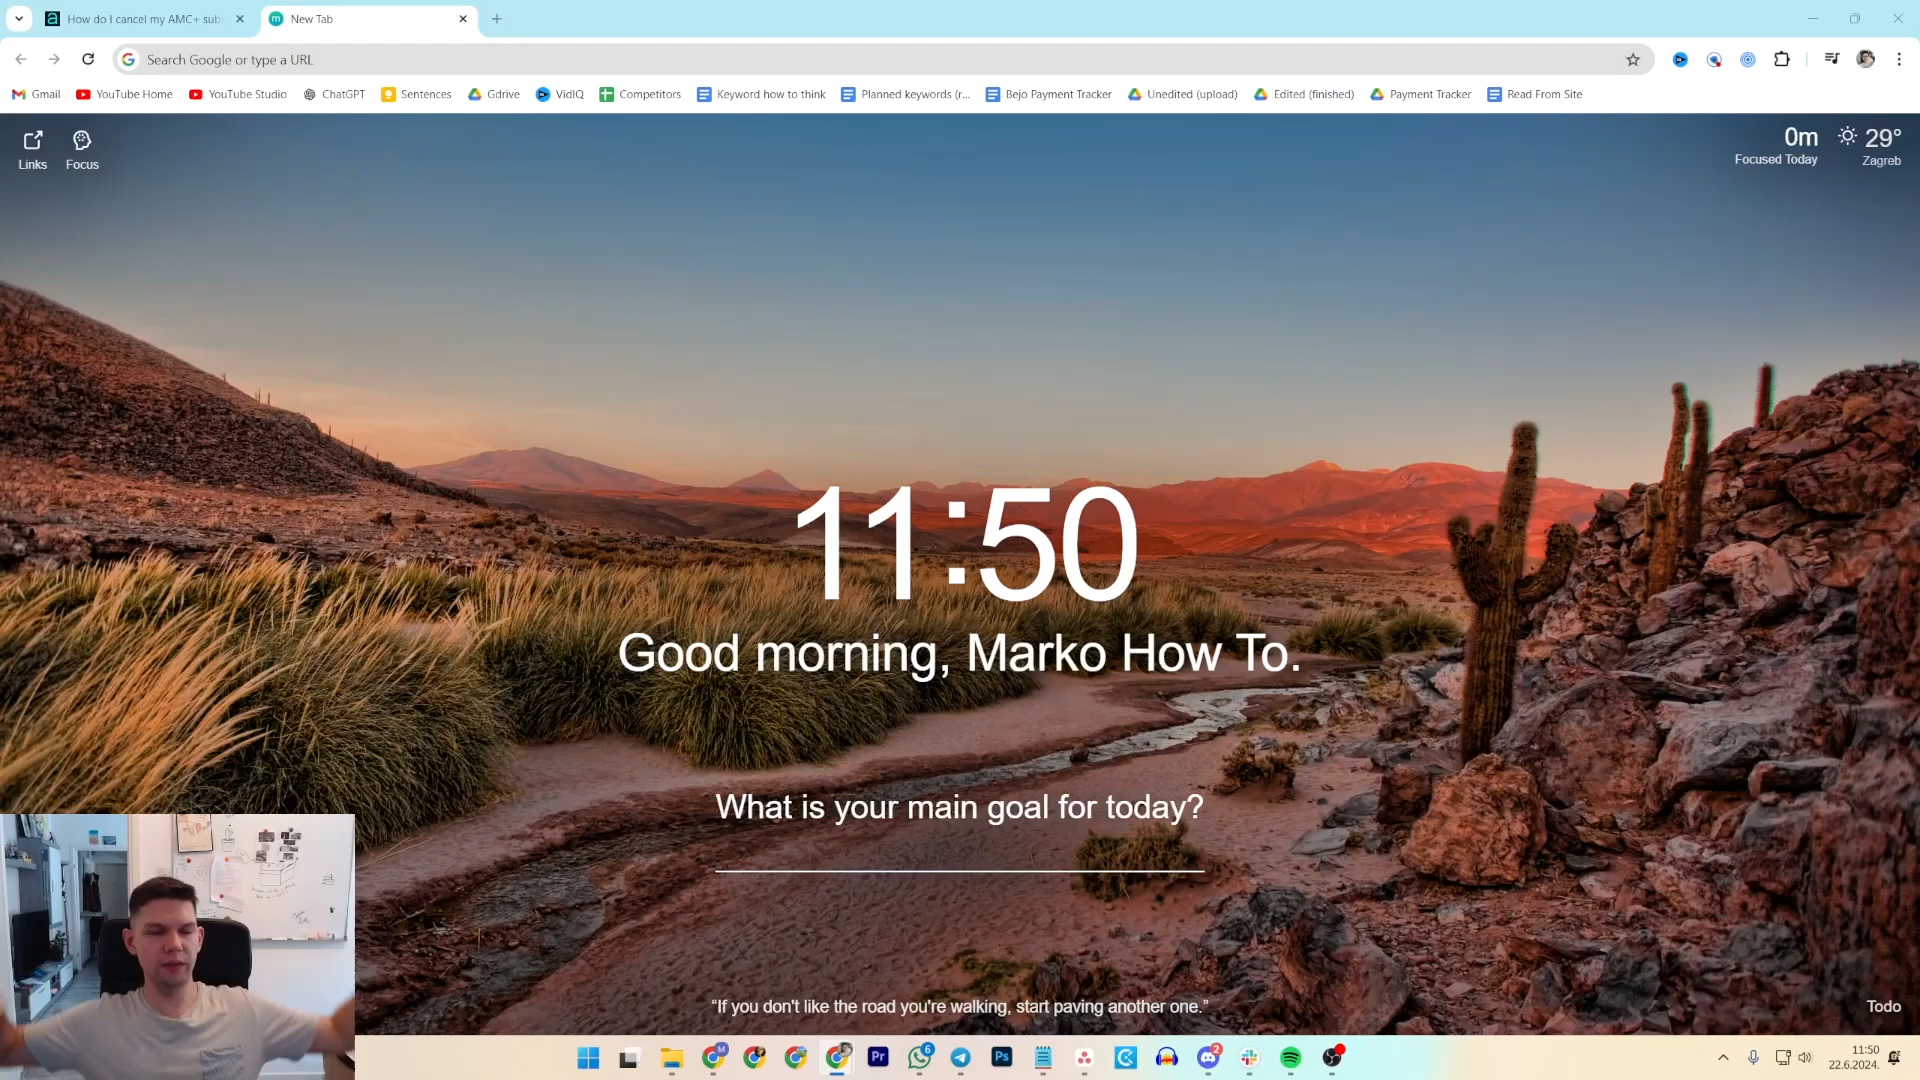 How do I cancel my AMC+ sub
New Tab
Search Google or type a URL
Gmail
YouTube Home
YouTube Studio
ChatGPT
Sentences
Gdrive
VidIQ
Competitors
Keyword how to think
Planned keywords (r...
Bejo Payment Tracker
Unedited (upload)
Edited (finished)
Payment Tracker
Read From Site
Links
Focus
0m
Focused Today
29°
Zagreb
11:50
Good morning, Marko How To.
What is your main goal for today?
“If you don't like the road you're walking, start paving another one.”
Todo
M
Pr
6
Ps
2
11:50
22.6.2024.